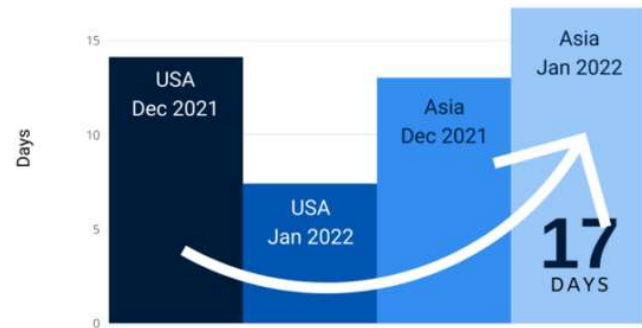 15
10
5
0
Days
USA
Dec 2021
USA
Jan 2022
Asia
Dec 2021
Asia
Jan 2022
17
DAYS